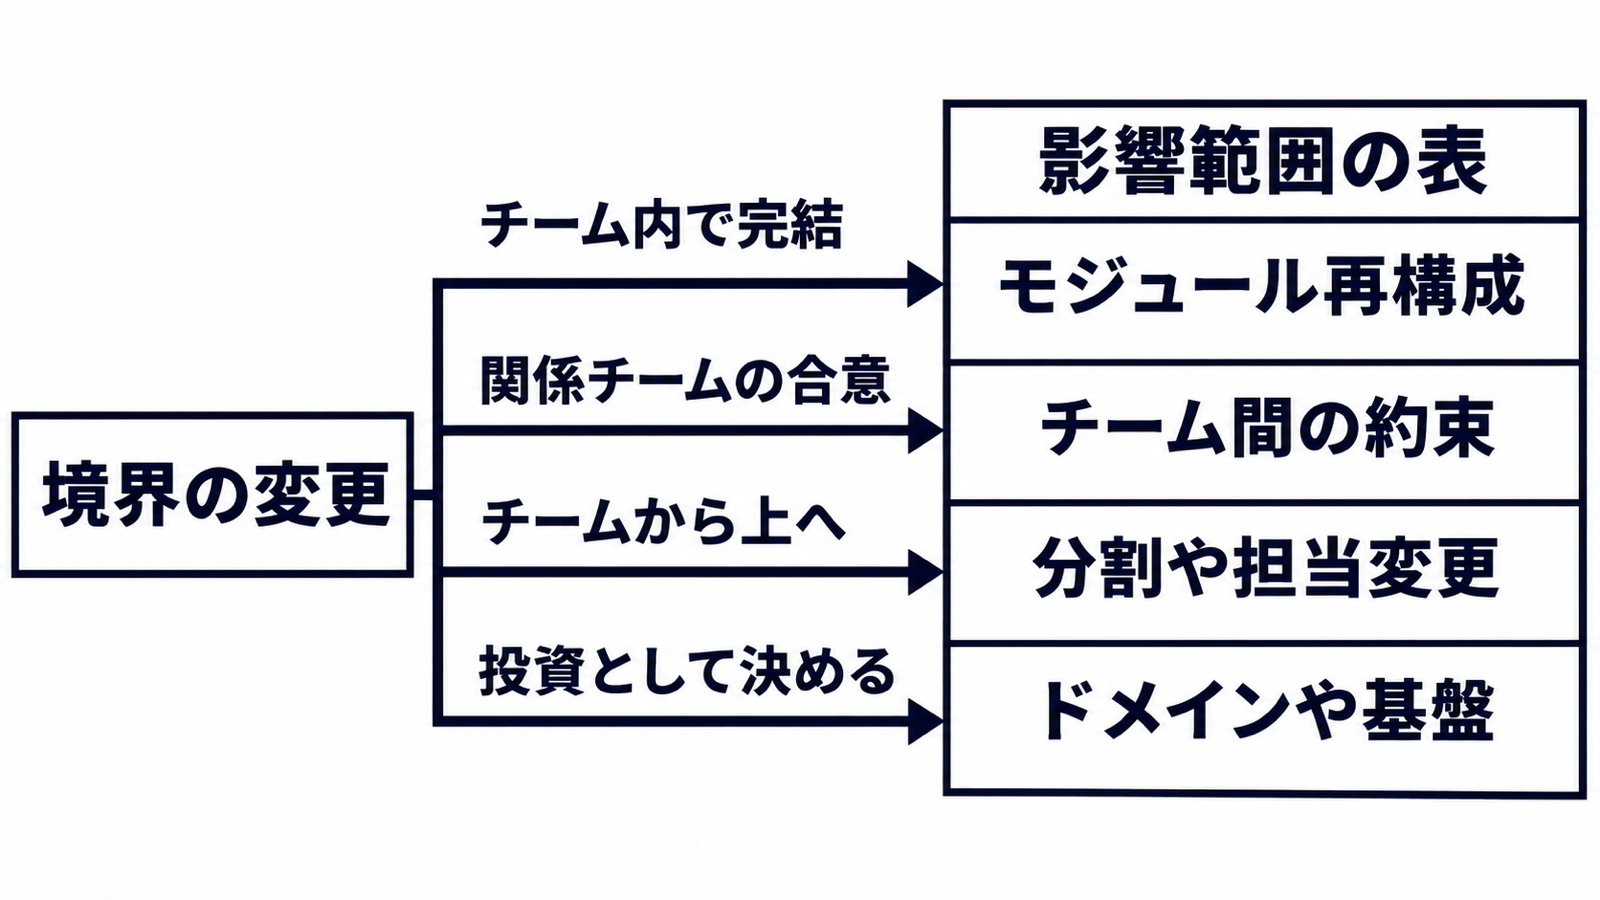 境界の変更
チーム内で完結
関係チームの合意
チームから上へ
投資として決める
影響範囲の表
モジュール再構成
チーム間の約束
分割や担当変更
ドメインや基盤